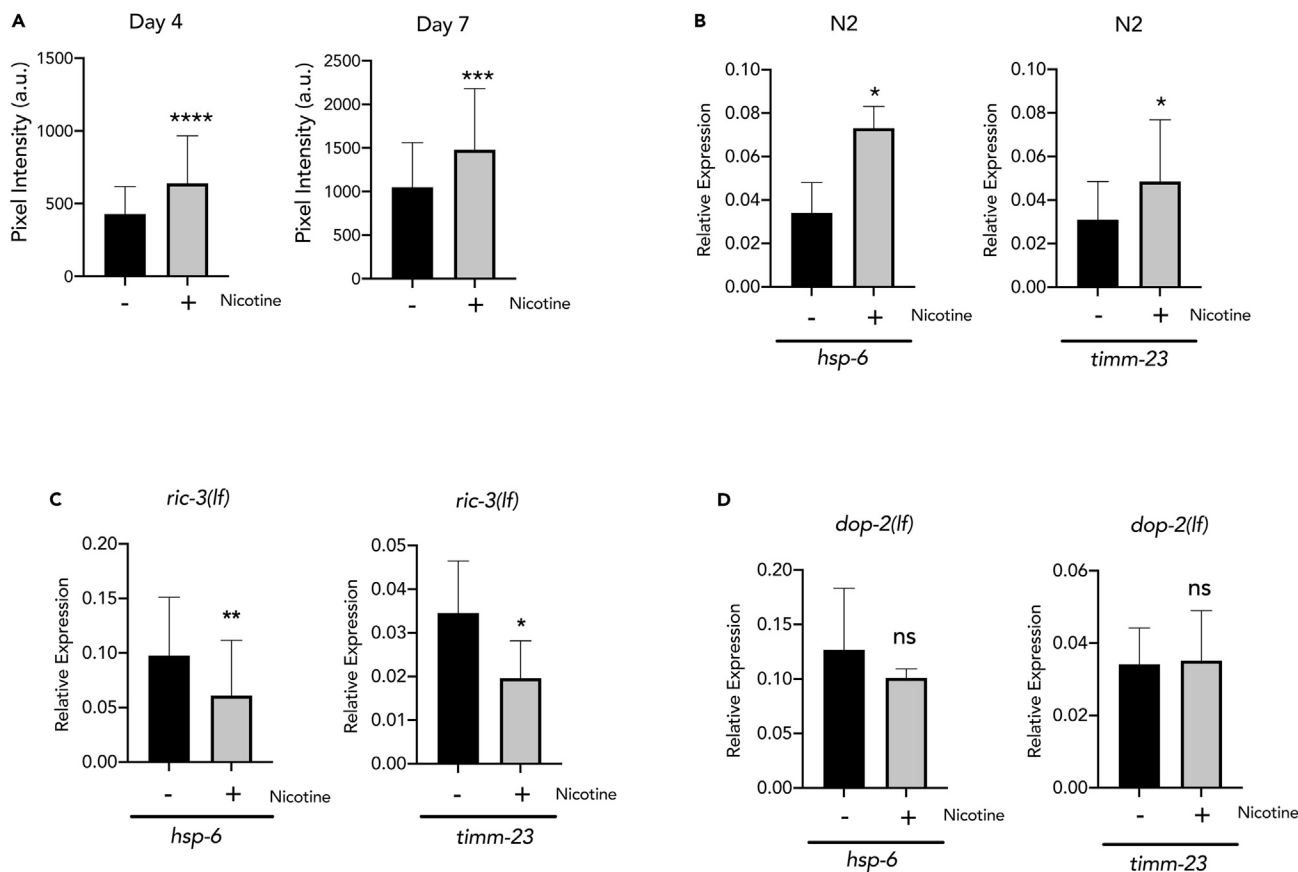 A
Day 4
Pixel Intensity (a.u.)
1500
1000
500
0
****
- + Nicotine
Day 7
Pixel Intensity (a.u.)
2500
2000
1500
1000
500
0
***
- + Nicotine
B
N2
Relative Expression
0.10
0.08
0.06
0.04
0.02
0.00
*
- + Nicotine
hsp-6
N2
Relative Expression
0.10
0.08
0.06
0.04
0.02
0.00
*
- + Nicotine
timm-23
C
ric-3(lf)
Relative Expression
0.20
0.15
0.10
0.05
0.00
**
- + Nicotine
hsp-6
ric-3(lf)
Relative Expression
0.05
0.04
0.03
0.02
0.01
0.00
*
- + Nicotine
timm-23
D
dop-2(lf)
Relative Expression
0.20
0.15
0.10
0.05
0.00
ns
- + Nicotine
hsp-6
dop-2(lf)
Relative Expression
0.06
0.04
0.02
0.00
ns
- + Nicotine
timm-23